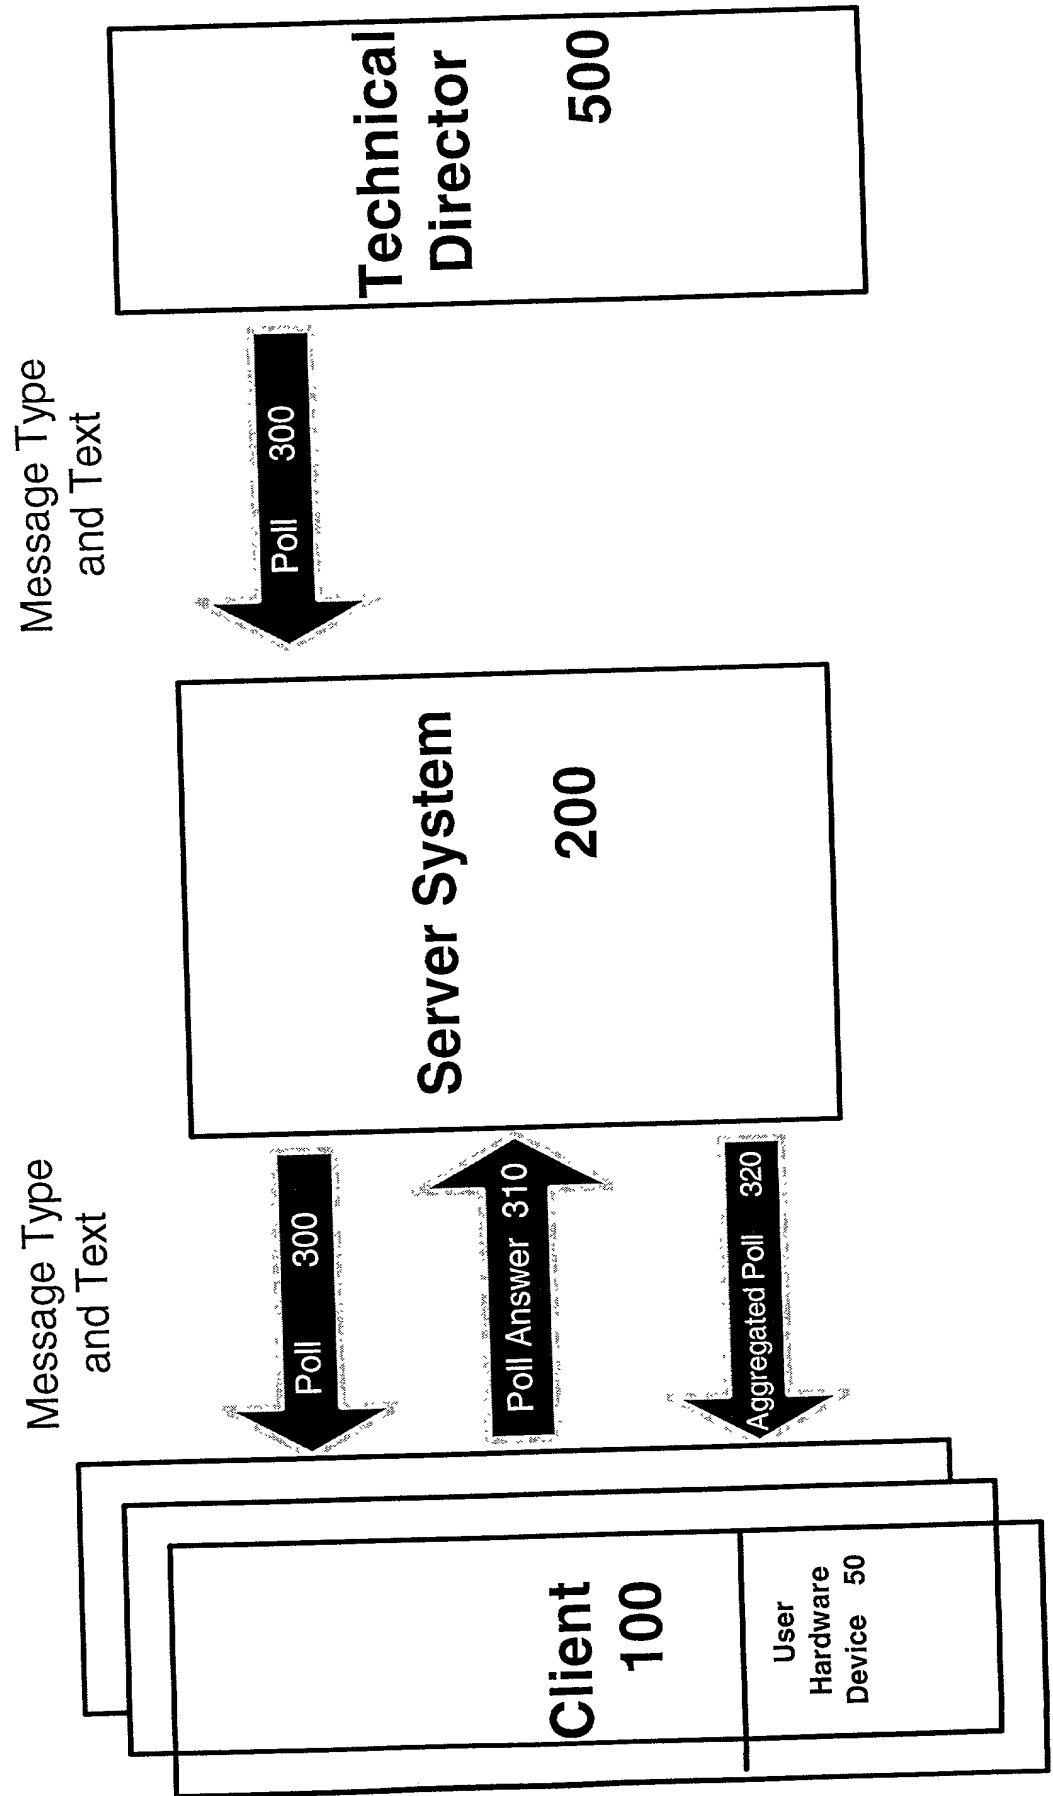 Message Type
and Text
Message Type
and Text
Client
100
User
Hardware
Device 50
Poll 300
Poll Answer 310
Aggregated Poll 320
Server System
200
Poll 300
Technical
Director
500